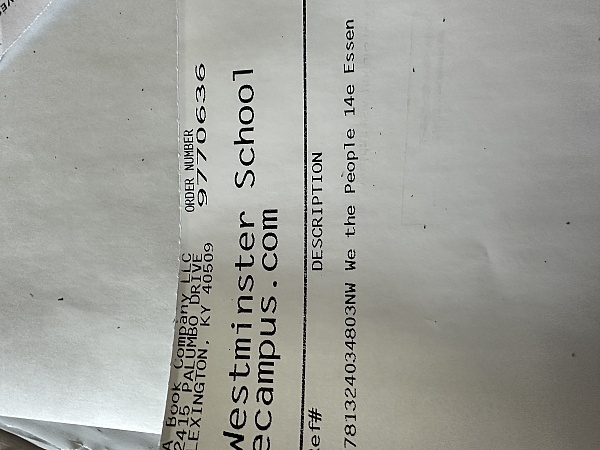 A Book Company LLC
2415 PALUMBO DRIVE
LEXINGTON, KY 40509
ORDER NUMBER
9770636
Westminster School
ecampus.com
ef# DESCRIPTION
781324034803NW We the People 14e Essen